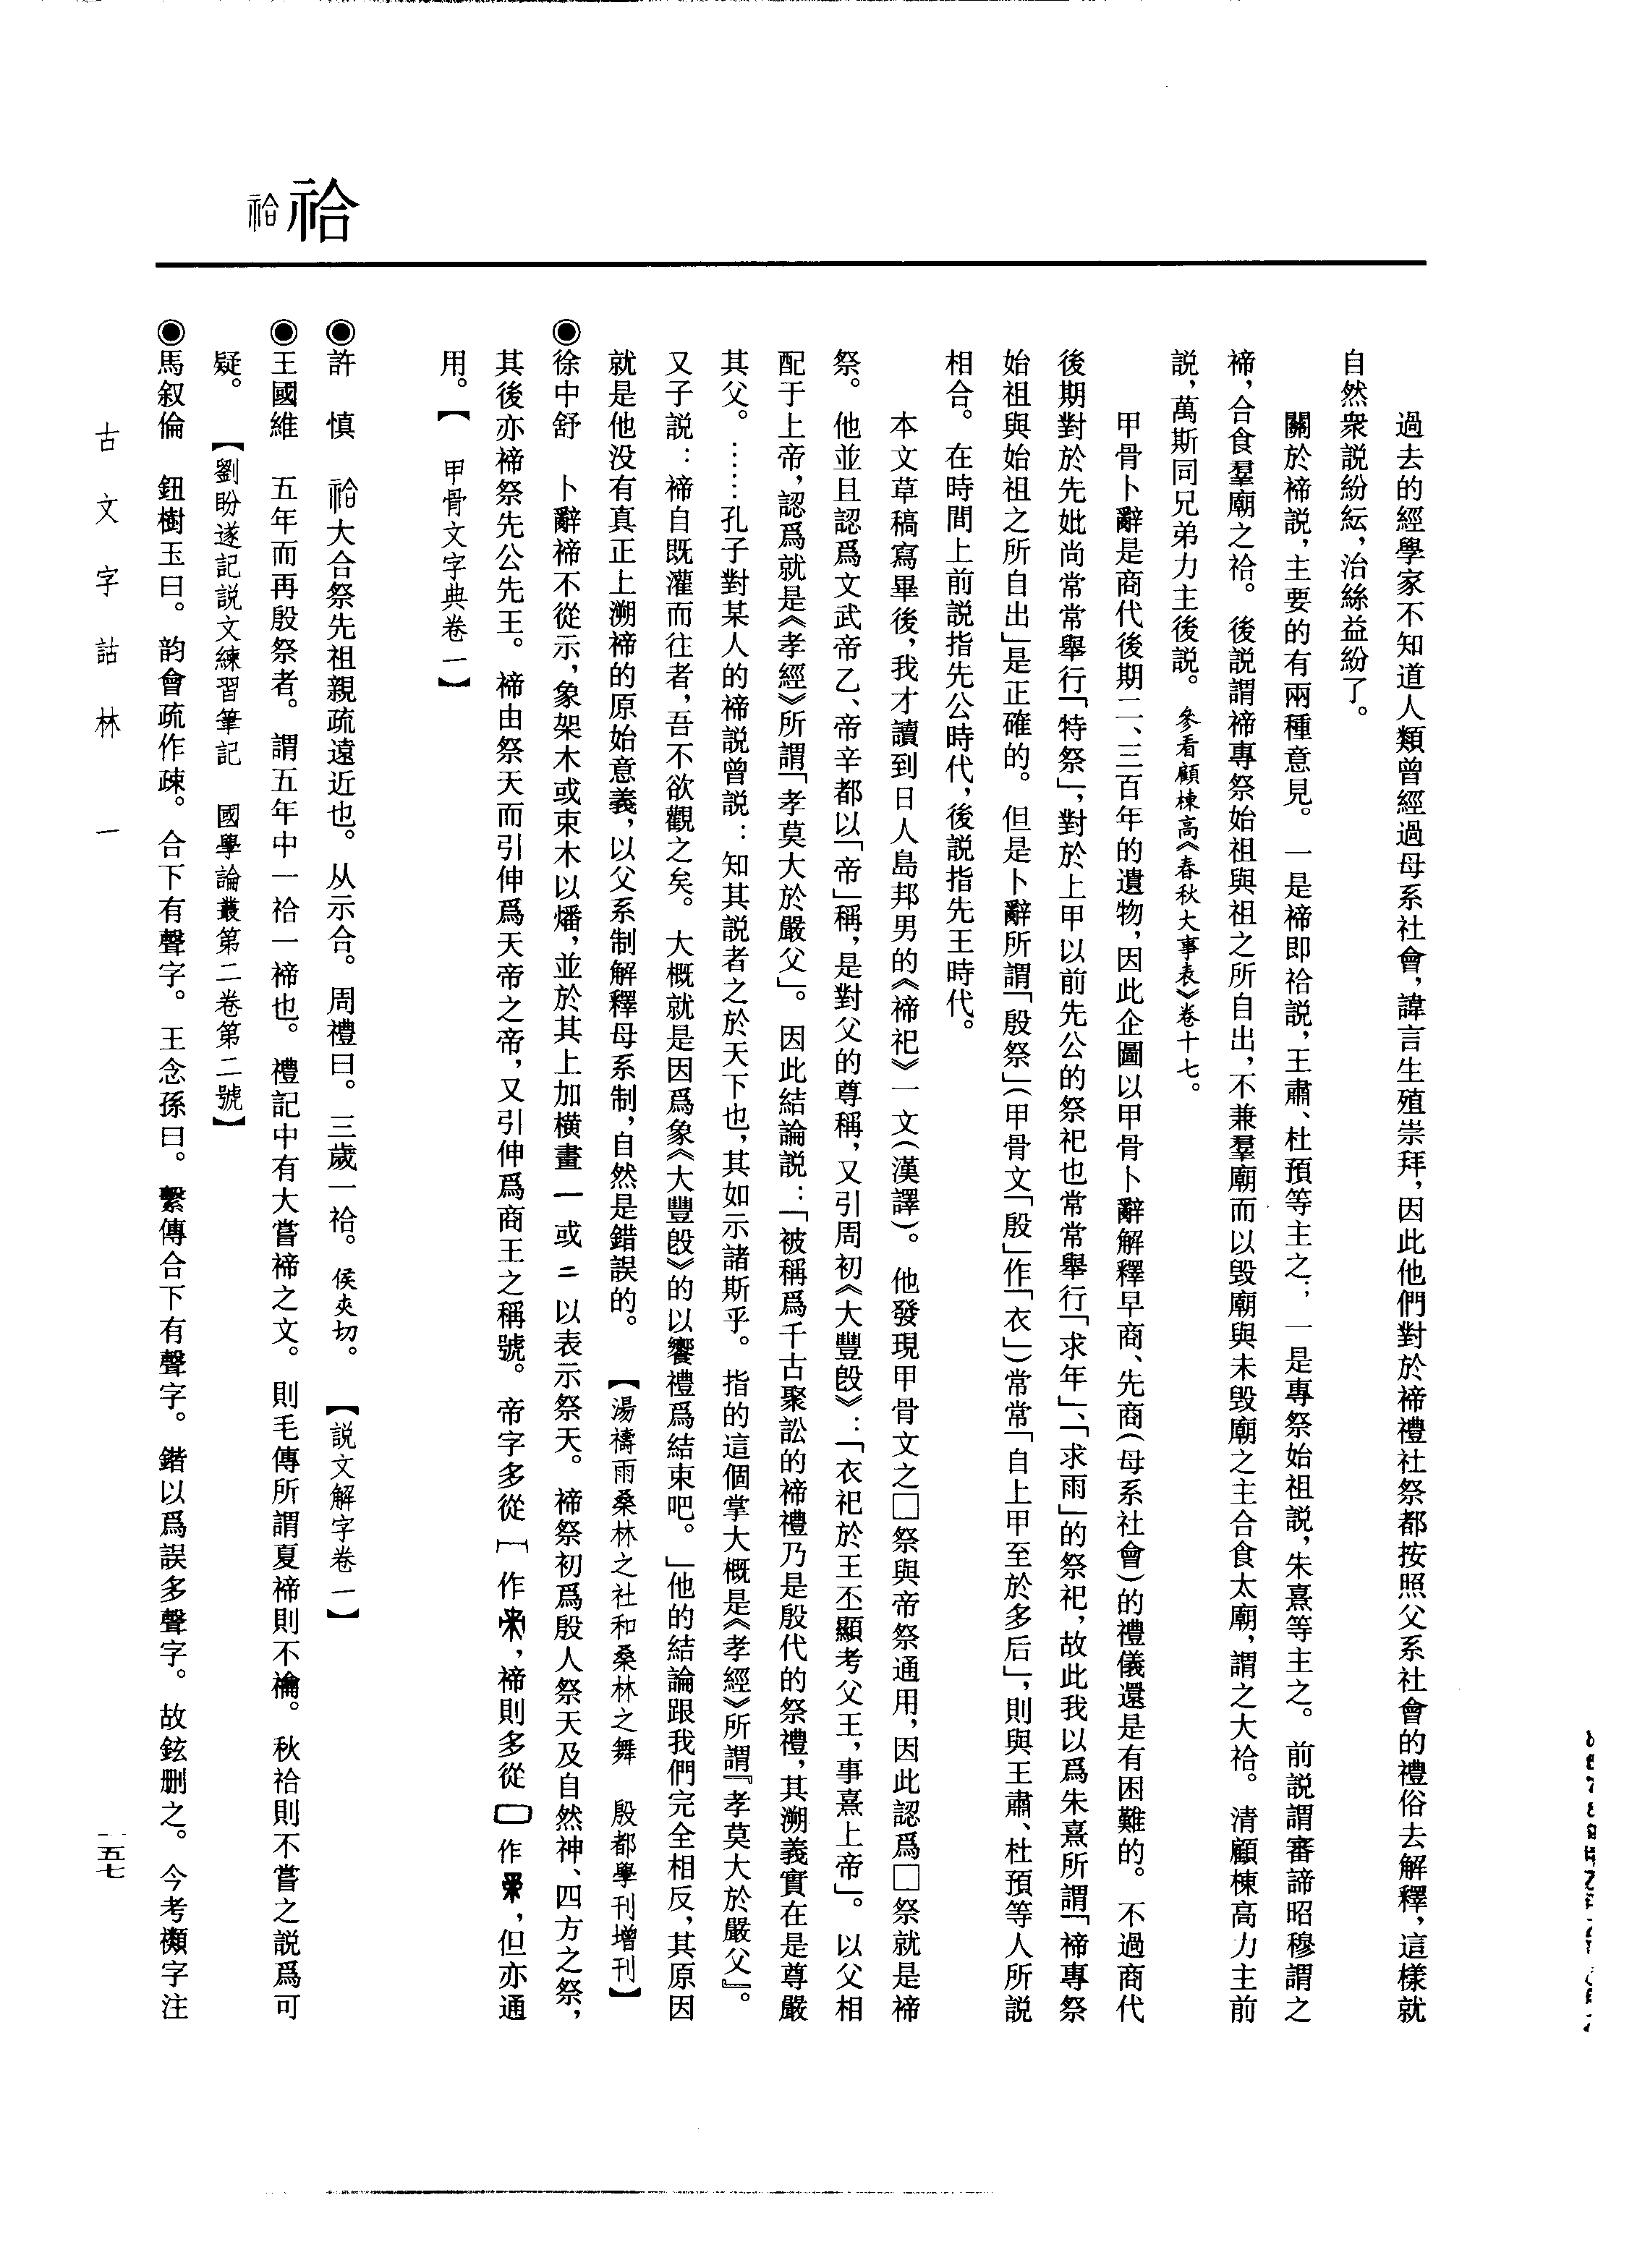 祫
祫
過去的經學家不知道人類曾經過母系社會，諱言生殖崇拜，因此他們對於禘禮社祭都按照父系社會的禮俗去解釋，這樣就
自然衆説紛紜，治絲益紛了。
關於禘説，主要的有兩種意見。一是禘即祫説，王肅、杜預等主之；一是專祭始祖説，朱熹等主之。前説謂審諦昭穆謂之
禘，合食羣廟之祫。後説謂禘專祭始祖與祖之所自出，不兼羣廟而以毁廟與未毁廟之主合食太廟，謂之大祫。清顧棟高力主前
説，萬斯同兄弟力主後説。參看顧棟高《春秋大事表》卷十七。
甲骨卜辭是商代後期二、三百年的遺物，因此企圖以甲骨卜辭解釋早商、先商（母系社會）的禮儀還是有困難的。不過商代
後期對於先妣尚常常舉行「特祭」，對於上甲以前先公的祭祀也常常舉行「求年」、「求雨」的祭祀，故此我以爲朱熹所謂「禘專祭
始祖與始祖之所自出」是正確的。但是卜辭所謂「殷祭」（甲骨文「殷」作「衣」）常常「自上甲至於多后」，則與王肅、杜預等人所説
相合。在時間上前説指先公時代，後説指先王時代。
本文草稿寫畢後，我才讀到日人島邦男的《禘祀》一文（漢譯）。他發現甲骨文之□祭與帝祭通用，因此認爲□祭就是禘
祭。他並且認爲文武帝乙、帝辛都以「帝」稱，是對父的尊稱，又引周初《大豐𣪘》：「衣祀於王丕顯考父王，事熹上帝」。以父相
配于上帝，認爲就是《孝經》所謂「孝莫大於嚴父」。因此結論説：「被稱爲千古聚訟的禘禮乃是殷代的祭禮，其溯義實在是尊嚴
其父。……孔子對某人的禘説曾説：知其説者之於天下也，其如示諸斯乎。指的這個掌大概是《孝經》所謂『孝莫大於嚴父』。
又子説：禘自既灌而往者，吾不欲觀之矣。大概就是因爲象《大豐𣪘》的以饗禮爲結束吧。」他的結論跟我們完全相反，其原因
就是他没有真正上溯禘的原始意義，以父系制解釋母系制，自然是錯誤的。【湯禱雨桑林之社和桑林之舞　殷都學刊增刊】
◉徐中舒　卜辭禘不從示，象架木或束木以燔，並於其上加横畫一或二以表示祭天。禘祭初爲殷人祭天及自然神、四方之祭，
其後亦禘祭先公先王。禘由祭天而引伸爲天帝之帝，又引伸爲商王之稱號。帝字多從作，禘則多從作，但亦通
用。【甲骨文字典卷一】
◉許　慎　祫大合祭先祖親疏遠近也。从示合。周禮曰。三歲一祫。侯夾切。【説文解字卷一】
◉王國維　五年而再殷祭者。謂五年中一祫一禘也。禮記中有大嘗禘之文。則毛傳所謂夏禘則不禴。秋祫則不嘗之説爲可
疑。【劉盼遂記説文練習筆記　國學論叢第二卷第二號】
◉馬叙倫　鈕樹玉曰。韵會疏作疎。合下有聲字。王念孫曰。繫傳合下有聲字。鍇以爲誤多聲字。故鉉删之。今考禷字注
古文字詁林　一
一五七